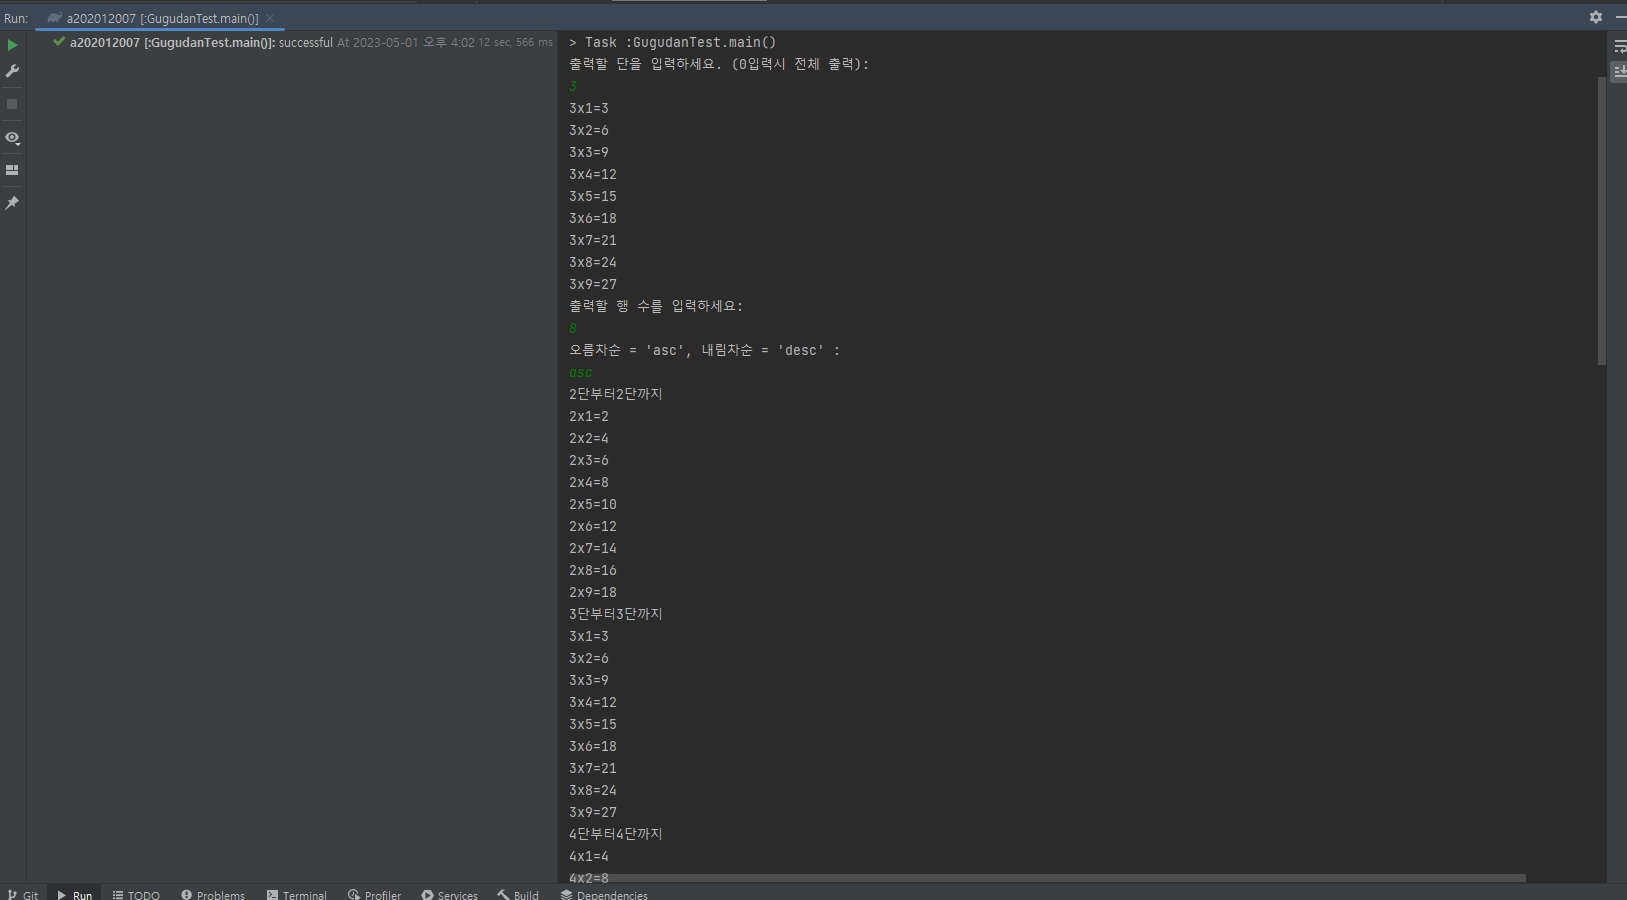 Run: a202012007 [:GugudanTest.main()]
a202012007 [:GugudanTest.main()]: successful At 2023-05-01 오후 4:02 12 sec, 566 ms
> Task :GugudanTest.main()
출력할 단을 입력하세요. (0입력시 전체 출력):
3
3x1=3
3x2=6
3x3=9
3x4=12
3x5=15
3x6=18
3x7=21
3x8=24
3x9=27
출력할 행 수를 입력하세요:
8
오름차순 = 'asc', 내림차순 = 'desc' :
asc
2단부터2단까지
2x1=2
2x2=4
2x3=6
2x4=8
2x5=10
2x6=12
2x7=14
2x8=16
2x9=18
3단부터3단까지
3x1=3
3x2=6
3x3=9
3x4=12
3x5=15
3x6=18
3x7=21
3x8=24
3x9=27
4단부터4단까지
4x1=4
4x2=8
Git Run TODO Problems Terminal Profiler Services Build Dependencies